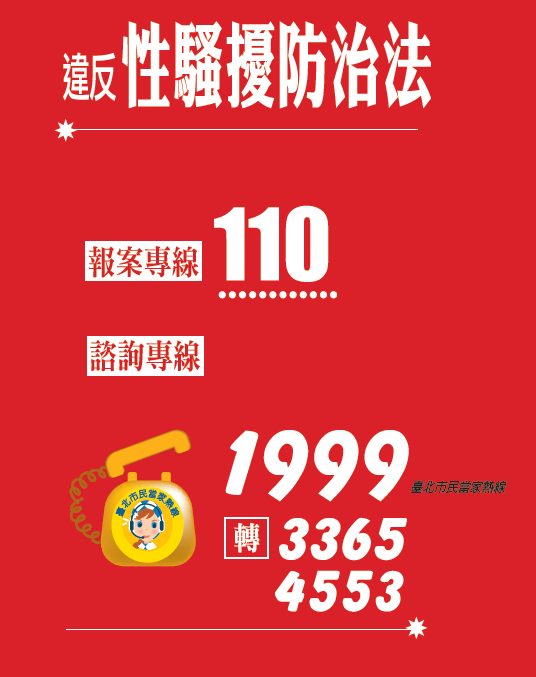 違反性騷擾防治法
報案專線 110
諮詢專線
臺北市民當家熱線
1999 臺北市民當家熱線
轉 3365
4553